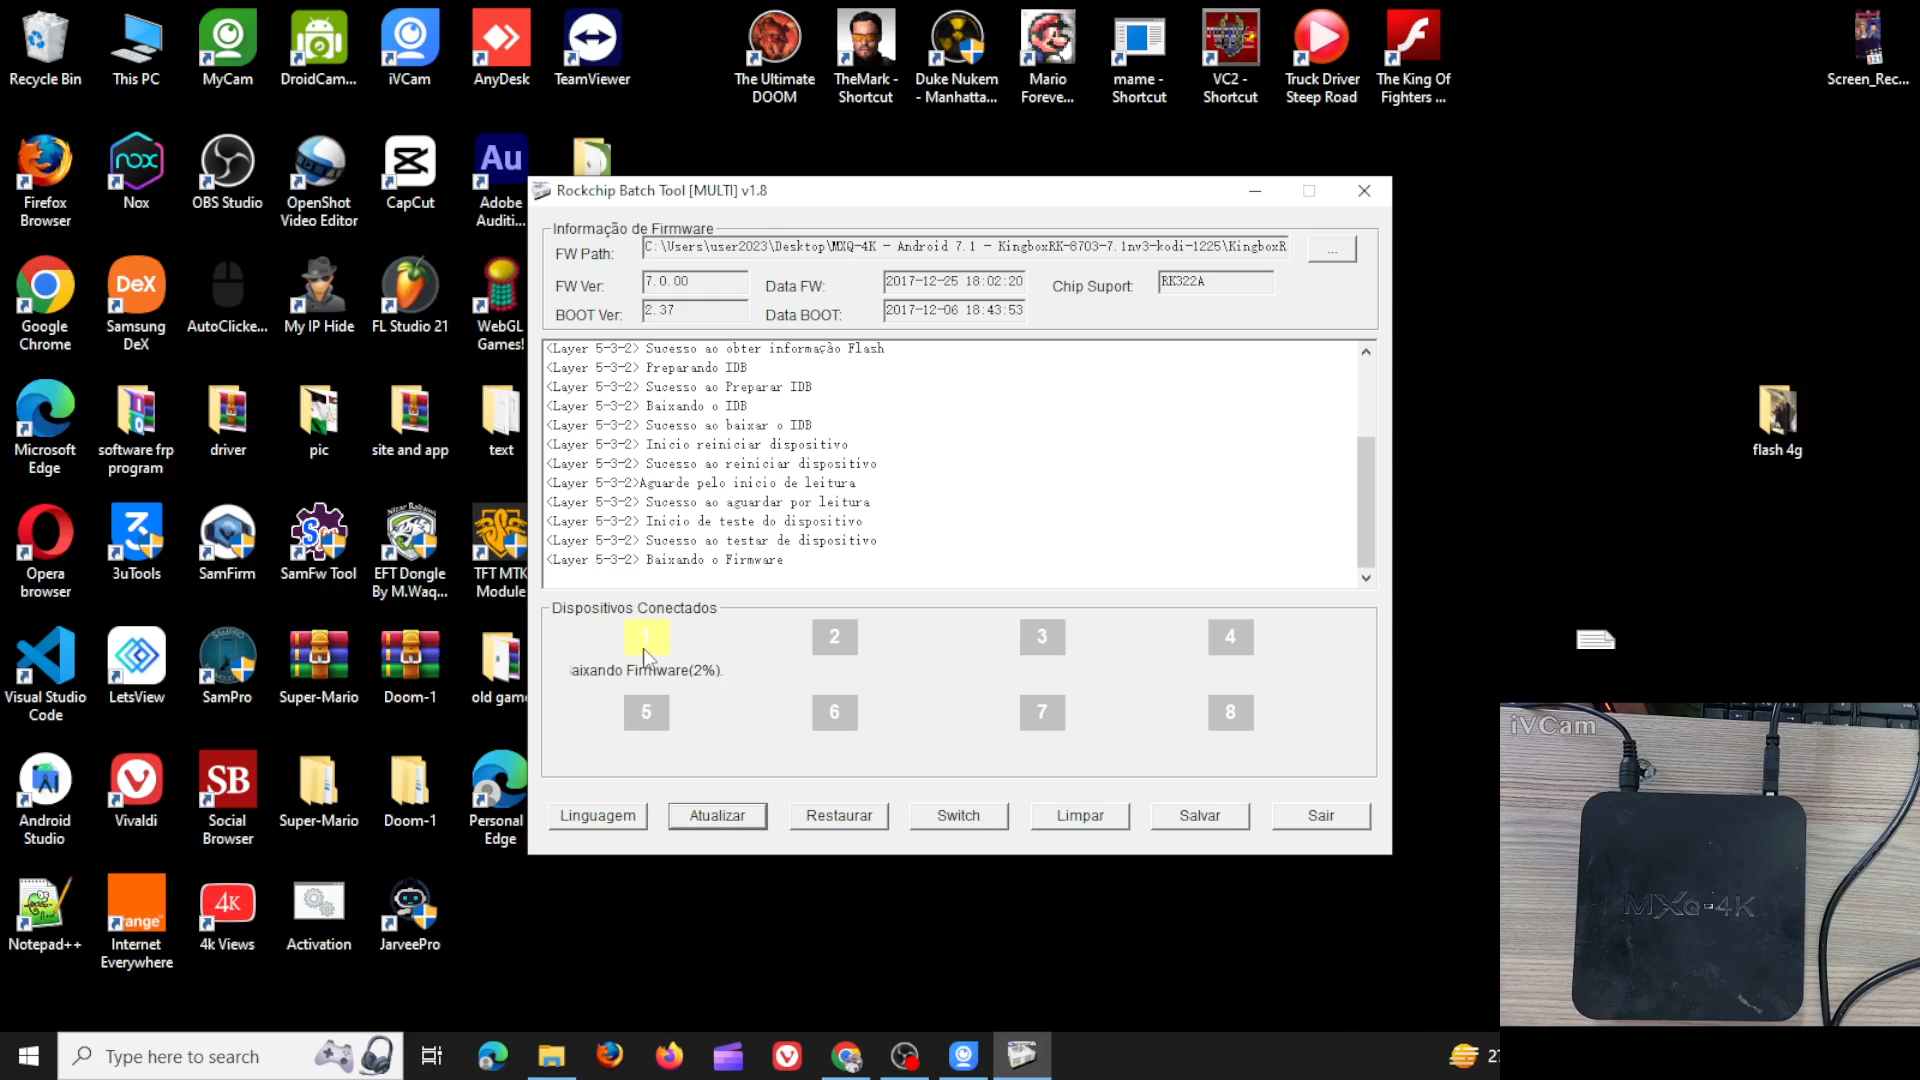 Recycle Bin
This PC
MyCam
DroidCam...
iVCam
AnyDesk
TeamViewer
The Ultimate
DOOM
TheMark -
Shortcut
Duke Nukem
- Manhatta...
Mario
Foreve...
mame -
Shortcut
VC2 -
Shortcut
Truck Driver
Steep Road
The King Of
Fighters ...
Screen_Rec...
Firefox
Browser
nox
Nox
OBS Studio
OpenShot
Video Editor
CapCut
Au
Adobe
Auditi...
Google
Chrome
DeX
Samsung
DeX
AutoClicke...
My IP Hide
FL Studio 21
WebGL
Games!
Microsoft
Edge
software frp
program
driver
pic
site and app
text
flash 4g
Opera
browser
3uTools
SamFirm
SamFw Tool
Nizar Badawi
EFT Dongle
By M.Waq...
TFT MTK
Module
Visual Studio
Code
LetsView
SamPro
Super-Mario
Doom-1
old gam
Android
Studio
Vivaldi
SB
Social
Browser
Super-Mario
Doom-1
Personal
Edge
Notepad++
range
Internet
Everywhere
4K
4k Views
Activation
JarveePro
Rockchip Batch Tool [MULTI] v1.8
Informação de Firmware
FW Path:
C:\Users\user2023\Desktop\MXQ-4K - Android 7.1 - KingboxRK-8703-7.1nv3-kodi-1225\KingboxR
...
FW Ver:
7.0.00
Data FW:
2017-12-25 18:02:20
Chip Suport:
RK322A
BOOT Ver:
2.37
Data BOOT:
2017-12-06 18:43:53
<Layer 5-3-2> Sucesso ao obter informação Flash
<Layer 5-3-2> Preparando IDB
<Layer 5-3-2> Sucesso ao Preparar IDB
<Layer 5-3-2> Baixando o IDB
<Layer 5-3-2> Sucesso ao baixar o IDB
<Layer 5-3-2> Inicio reiniciar dispositivo
<Layer 5-3-2> Sucesso ao reiniciar dispositivo
<Layer 5-3-2>Aguarde pelo inicio de leitura
<Layer 5-3-2> Sucesso ao aguardar por leitura
<Layer 5-3-2> Inicio de teste do dispositivo
<Layer 5-3-2> Sucesso ao testar de dispositivo
<Layer 5-3-2> Baixando o Firmware
Dispositivos Conectados
1
2
3
4
aixando Firmware(2%).
5
6
7
8
Linguagem
Atualizar
Restaurar
Switch
Limpar
Salvar
Sair
iVCam
MXQ-4K
Type here to search
27